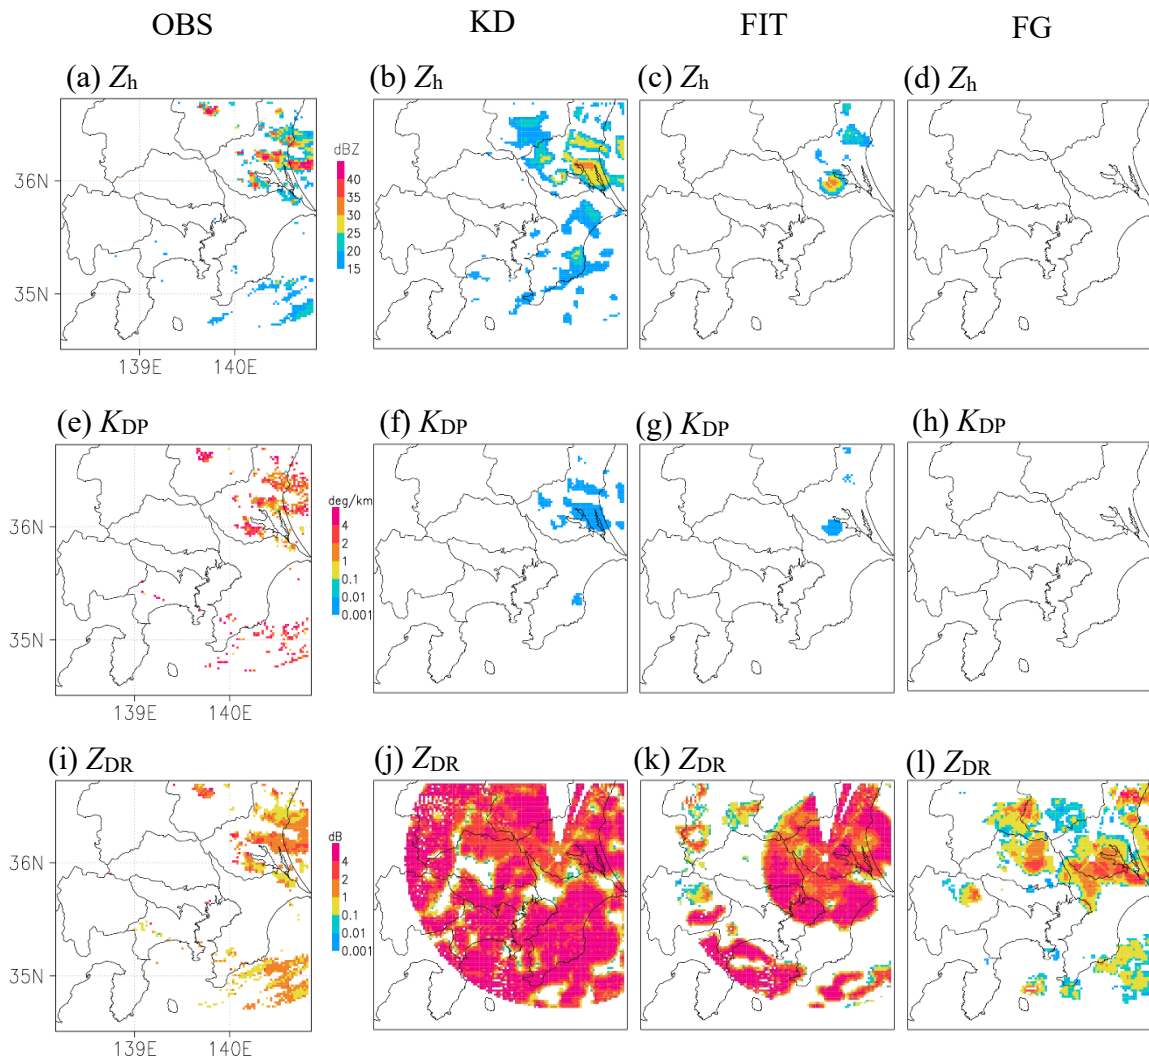 OBS KD FIT FG
(a) Zh (b) Zh (c) Zh (d) Zh
dBZ
40
35
30
25
20
15
36N
35N
139E 140E
(e) KDP (f) KDP (g) KDP (h) KDP
deg/km
4
2
1
0.1
0.01
0.001
36N
35N
139E 140E
(i) ZDR (j) ZDR (k) ZDR (l) ZDR
dB
4
2
1
0.1
0.01
0.001
36N
35N
139E 140E